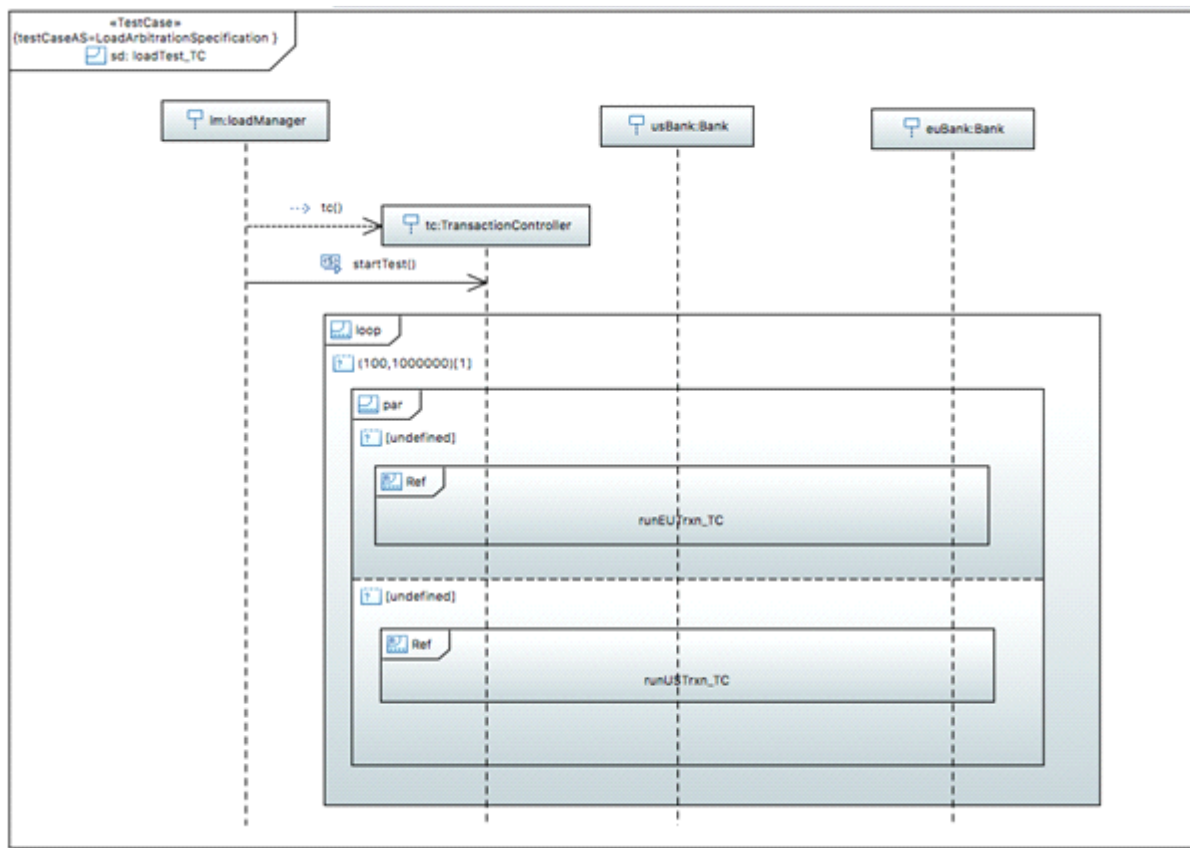 «TestCase»
{testCaseAS=LoadArbitrationSpecification }
sd: loadTest_TC
lm:loadManager
usBank:Bank
euBank:Bank
tc()
tc:TransactionController
startTest()
loop
(100,1000000)[1]
par
[undefined]
Ref
runEUTrxn_TC
[undefined]
Ref
runUSTrxn_TC